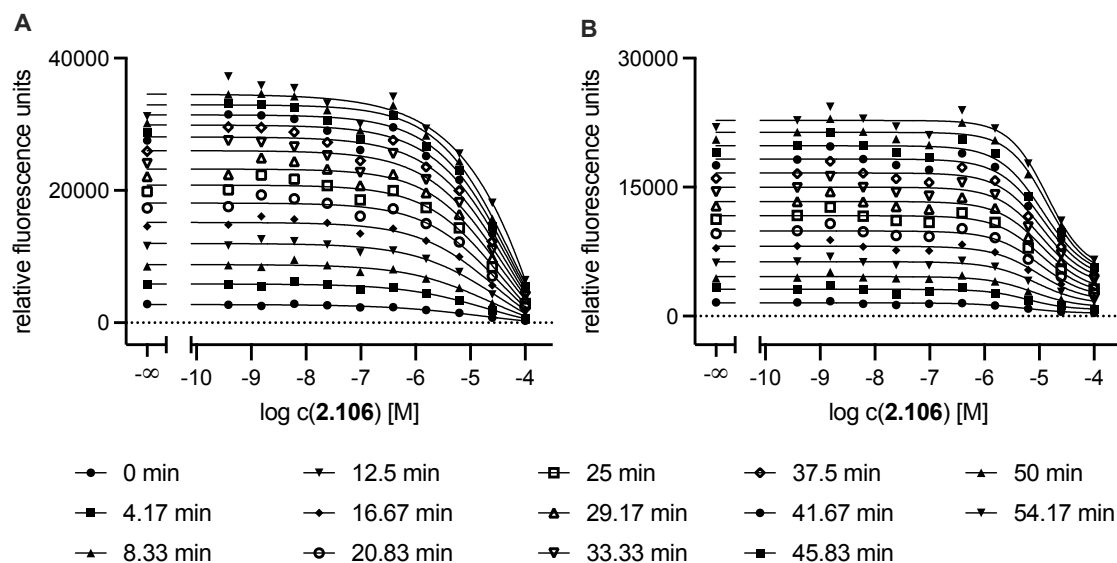 A
B
relative fluorescence units
40000
20000
0
-∞
-10
-9
-8
-7
-6
-5
-4
log c(2.106) [M]
relative fluorescence units
30000
15000
0
-∞
-10
-9
-8
-7
-6
-5
-4
log c(2.106) [M]
0 min
12.5 min
25 min
37.5 min
50 min
4.17 min
16.67 min
29.17 min
41.67 min
54.17 min
8.33 min
20.83 min
33.33 min
45.83 min